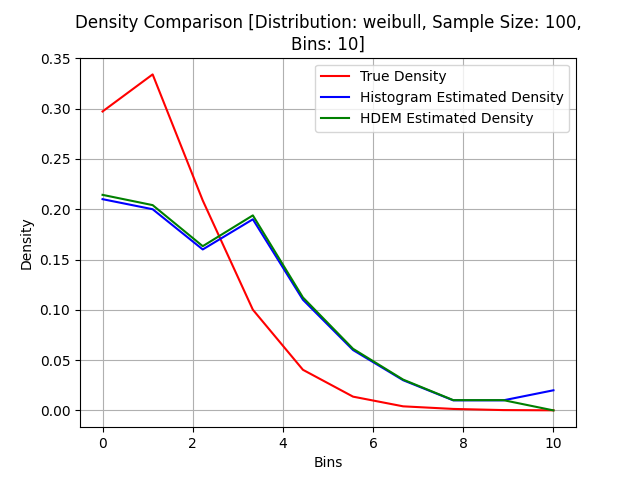 Density Comparison [Distribution: weibull, Sample Size: 100,
Bins: 10]
True Density
Histogram Estimated Density
HDEM Estimated Density
Density
0.35
0.30
0.25
0.20
0.15
0.10
0.05
0.00
0 2 4 6 8 10
Bins